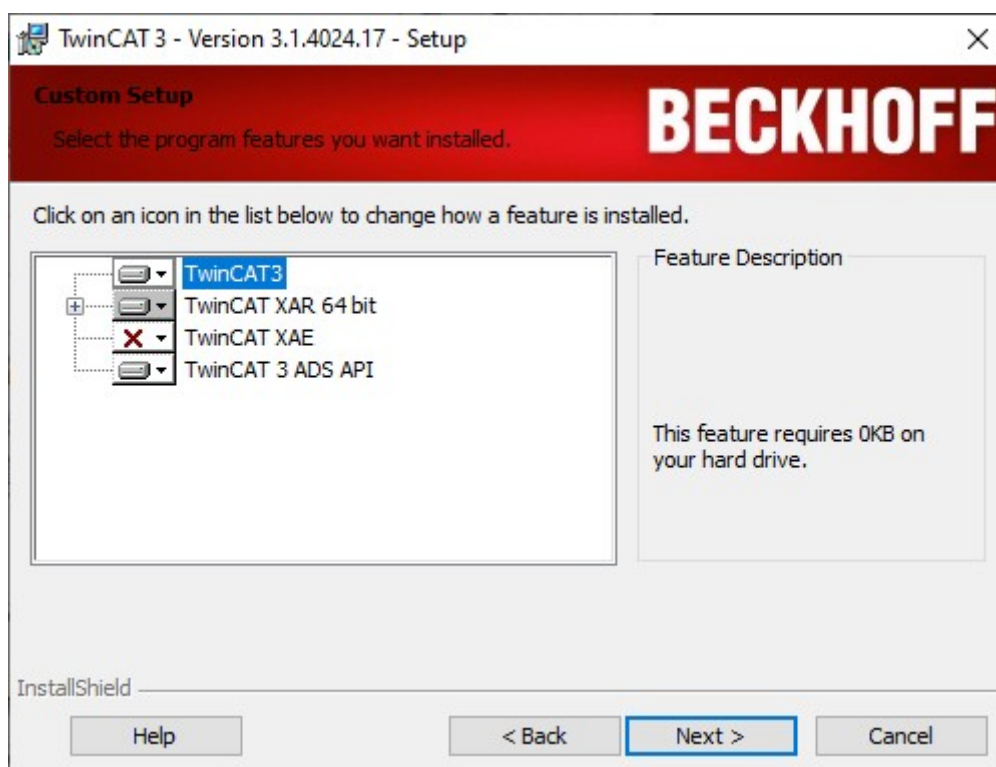 TwinCAT 3 - Version 3.1.4024.17 - Setup
Custom Setup
Select the program features you want installed.
BECKHOFF
Click on an icon in the list below to change how a feature is installed.
TwinCAT3
TwinCAT XAR 64 bit
TwinCAT XAE
TwinCAT 3 ADS API
Feature Description
This feature requires 0KB on
your hard drive.
InstallShield
Help
< Back
Next >
Cancel